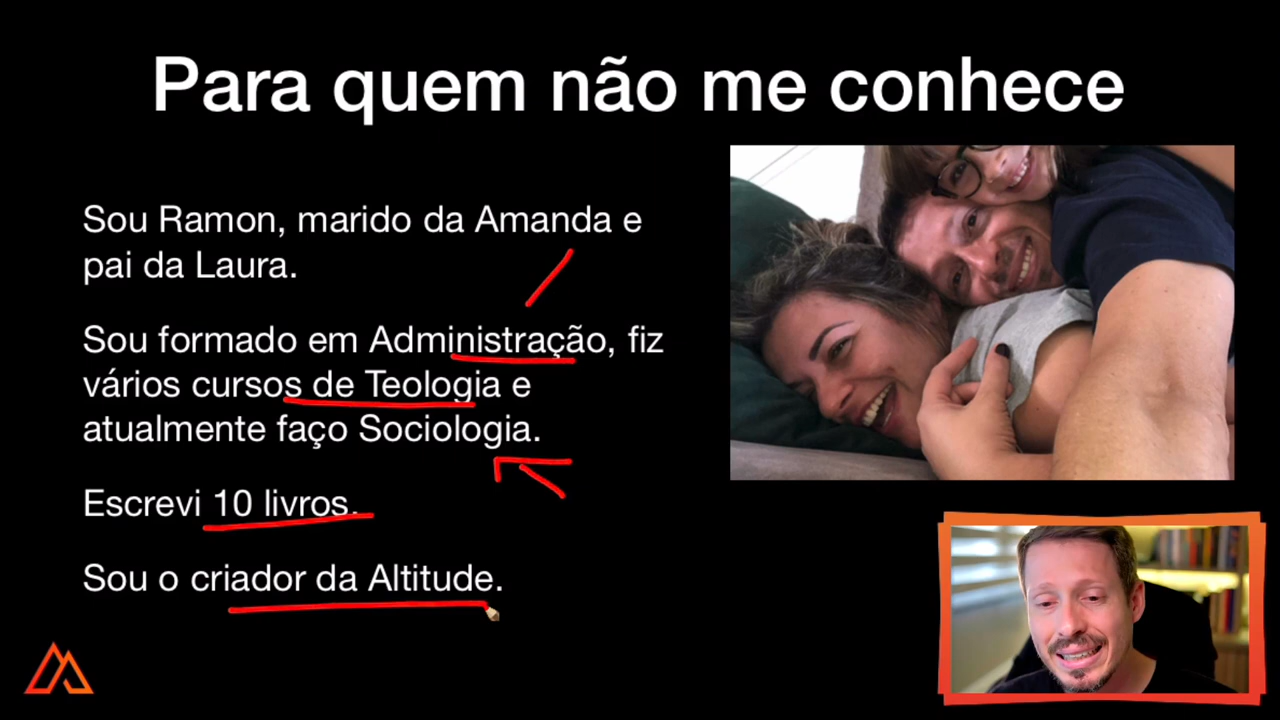 Para quem não me conhece
Sou Ramon, marido da Amanda e
pai da Laura.
Sou formado em Administração, fiz
vários cursos de Teologia e
atualmente faço Sociologia.
Escrevi 10 livros.
Sou o criador da Altitude.